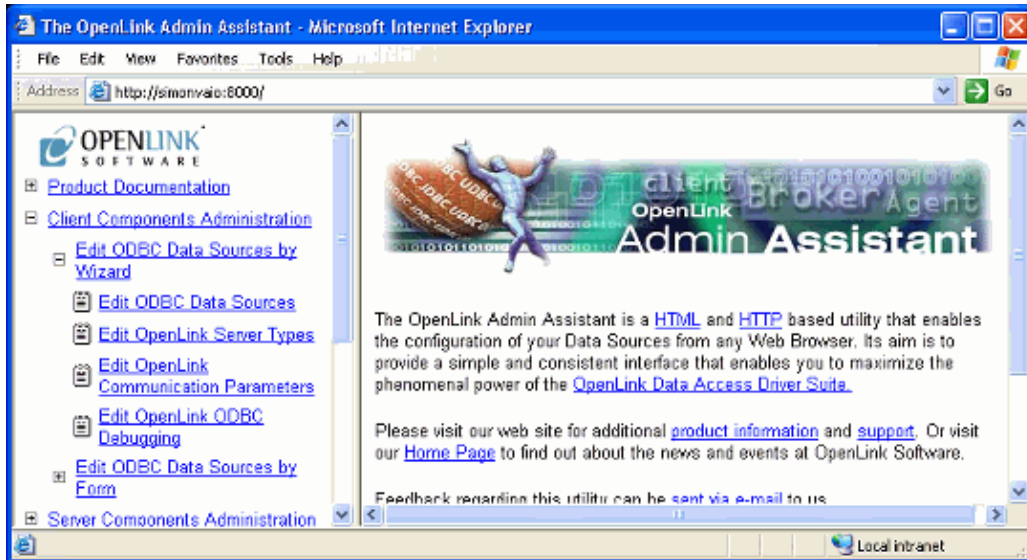 The OpenLink Admin Assistant - Microsoft Internet Explorer
File Edit View Favorites Tools Help
Address http://simonvaio:8000/ Go
OPENLINK
SOFTWARE
Product Documentation
Client Components Administration
Edit ODBC Data Sources by
Wizard
Edit ODBC Data Sources
Edit OpenLink Server Types
Edit OpenLink
Communication Parameters
Edit OpenLink ODBC
Debugging
Edit ODBC Data Sources by
Form
Server Components Administration
client Broker Agent
OpenLink
Admin Assistant
The OpenLink Admin Assistant is a HTML and HTTP based utility that enables
the configuration of your Data Sources from any Web Browser. Its aim is to
provide a simple and consistent interface that enables you to maximize the
phenomenal power of the OpenLink Data Access Driver Suite.
Please visit our web site for additional product information and support. Or visit
our Home Page to find out about the news and events at OpenLink Software.
Feedback regarding this utility can be sent via e-mail to us
Local intranet